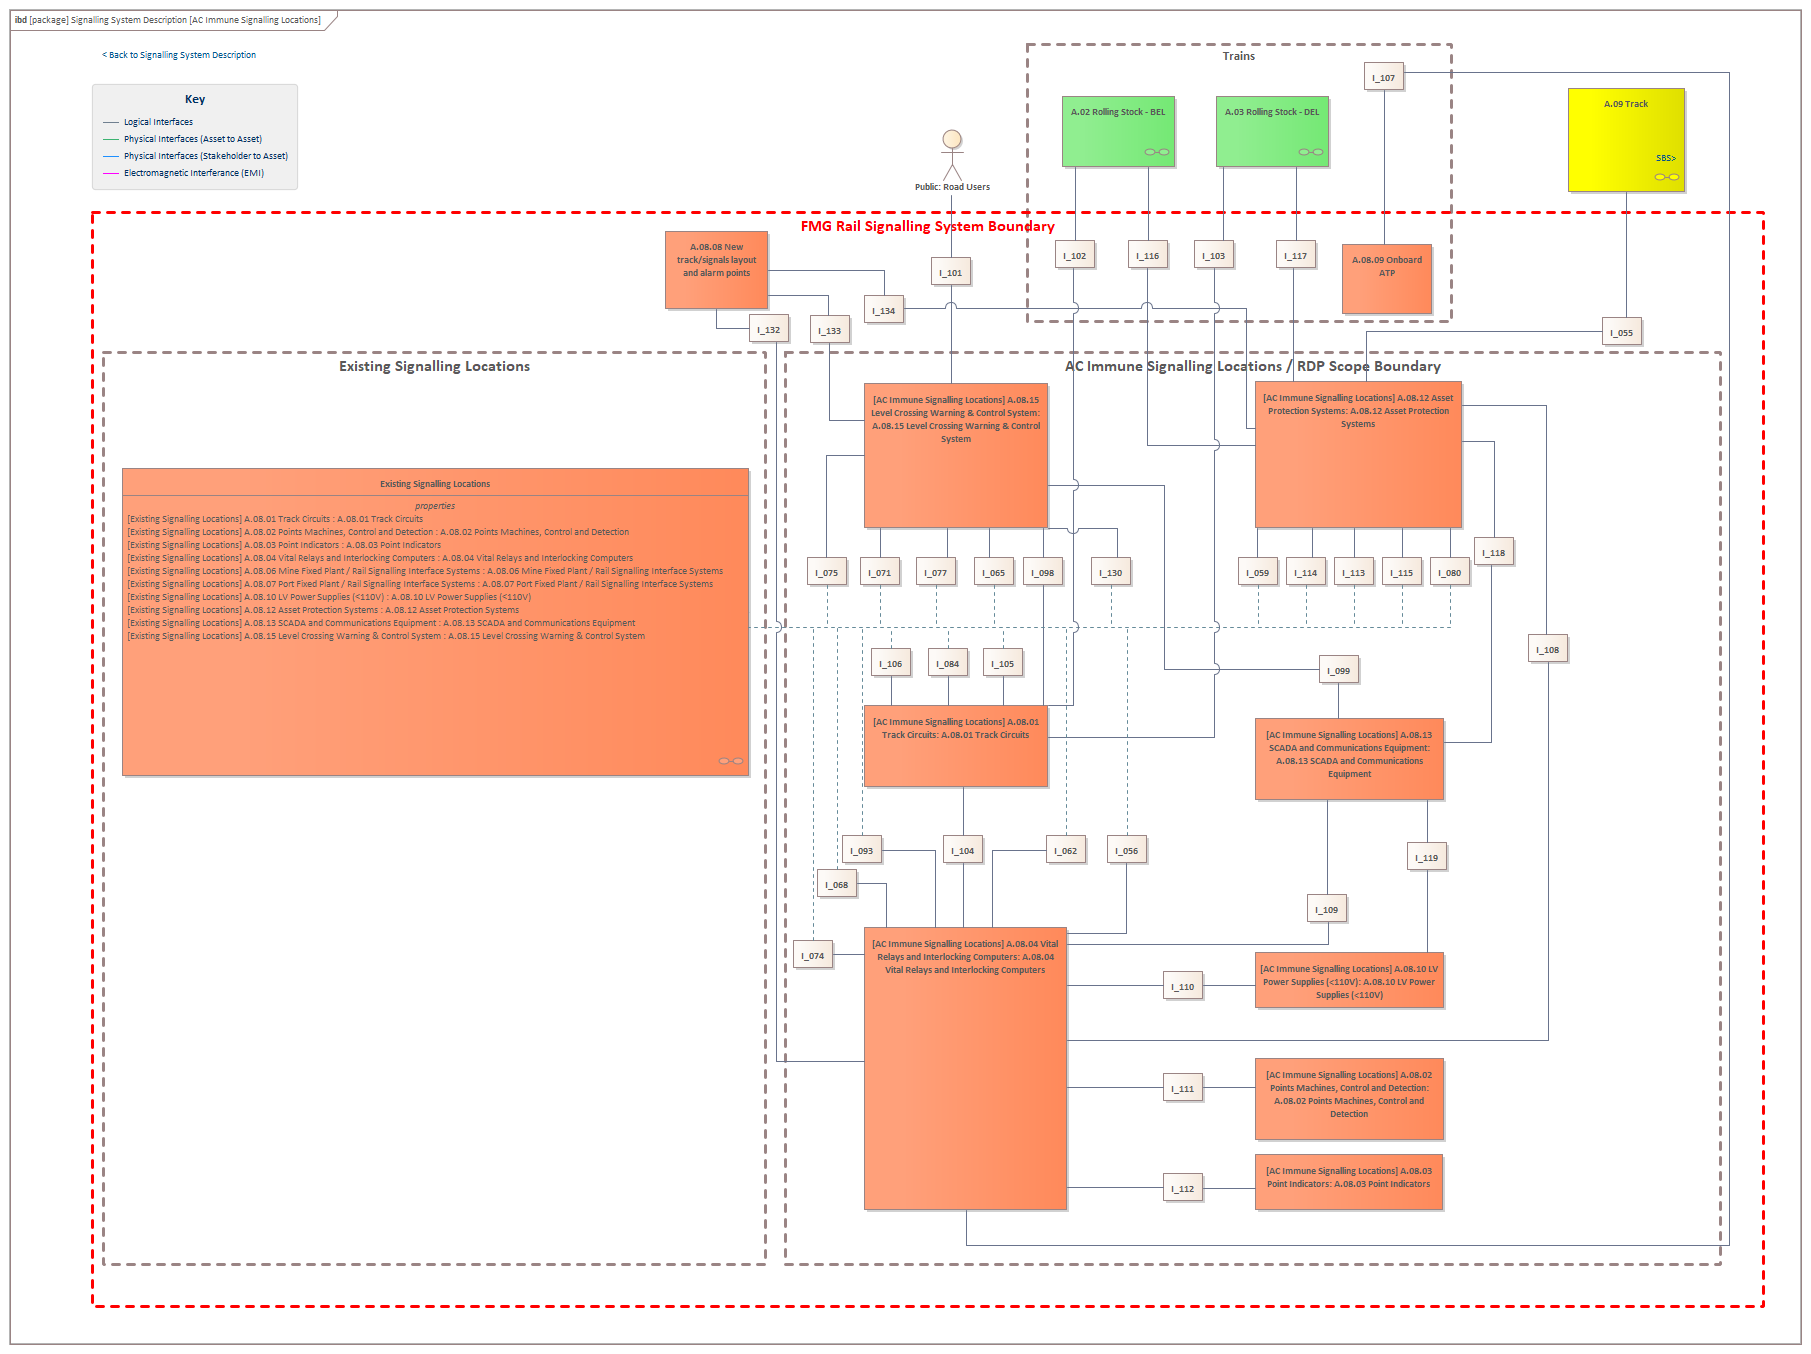 ibd [package] Signalling System Description [AC Immune Signalling Locations]
< Back to Signalling System Description
Key
Logical Interfaces
Physical Interfaces (Asset to Asset)
Physical Interfaces (Stakeholder to Asset)
Electromagnetic Interferance (EMI)
Trains
I_107
A.02 Rolling Stock - BEL
A.03 Rolling Stock - DEL
A.09 Track
SBS>
Public: Road Users
FMG Rail Signalling System Boundary
A.08.08 New
track/signals layout
and alarm points
I_101
I_102
I_116
I_103
I_117
A.08.09 Onboard
ATP
I_134
I_132
I_133
I_055
Existing Signalling Locations
AC Immune Signalling Locations / RDP Scope Boundary
[AC Immune Signalling Locations] A.08.15
Level Crossing Warning & Control System:
A.08.15 Level Crossing Warning & Control
System
[AC Immune Signalling Locations] A.08.12 Asset
Protection Systems: A.08.12 Asset Protection
Systems
Existing Signalling Locations
properties
[Existing Signalling Locations] A.08.01 Track Circuits : A.08.01 Track Circuits
[Existing Signalling Locations] A.08.02 Points Machines, Control and Detection : A.08.02 Points Machines, Control and Detection
[Existing Signalling Locations] A.08.03 Point Indicators : A.08.03 Point Indicators
[Existing Signalling Locations] A.08.04 Vital Relays and Interlocking Computers : A.08.04 Vital Relays and Interlocking Computers
[Existing Signalling Locations] A.08.06 Mine Fixed Plant / Rail Signalling Interface Systems : A.08.06 Mine Fixed Plant / Rail Signalling Interface Systems
[Existing Signalling Locations] A.08.07 Port Fixed Plant / Rail Signalling Interface Systems : A.08.07 Port Fixed Plant / Rail Signalling Interface Systems
[Existing Signalling Locations] A.08.10 LV Power Supplies (<110V) : A.08.10 LV Power Supplies (<110V)
[Existing Signalling Locations] A.08.12 Asset Protection Systems : A.08.12 Asset Protection Systems
[Existing Signalling Locations] A.08.13 SCADA and Communications Equipment : A.08.13 SCADA and Communications Equipment
[Existing Signalling Locations] A.08.15 Level Crossing Warning & Control System : A.08.15 Level Crossing Warning & Control System
I_118
I_075
I_071
I_077
I_065
I_098
I_130
I_059
I_114
I_113
I_115
I_080
I_108
I_106
I_084
I_105
I_099
[AC Immune Signalling Locations] A.08.01
Track Circuits: A.08.01 Track Circuits
[AC Immune Signalling Locations] A.08.13
SCADA and Communications Equipment:
A.08.13 SCADA and Communications
Equipment
I_093
I_104
I_062
I_056
I_119
I_068
I_109
[AC Immune Signalling Locations] A.08.04 Vital
Relays and Interlocking Computers: A.08.04
Vital Relays and Interlocking Computers
I_074
[AC Immune Signalling Locations] A.08.10 LV
Power Supplies (<110V): A.08.10 LV Power
Supplies (<110V)
I_110
[AC Immune Signalling Locations] A.08.02
Points Machines, Control and Detection:
A.08.02 Points Machines, Control and
Detection
I_111
[AC Immune Signalling Locations] A.08.03
Point Indicators: A.08.03 Point Indicators
I_112